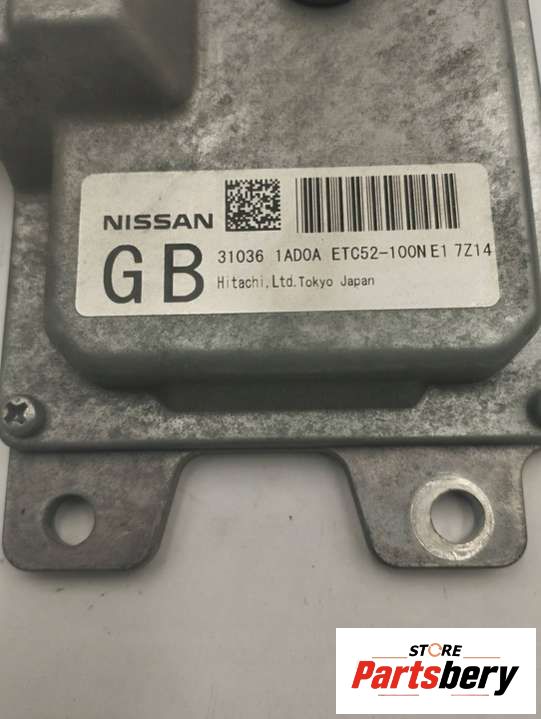 NISSAN
GB 31036 1AD0A ETC52-100N E1 7Z14
Hitachi,Ltd.Tokyo Japan
STORE
Partsbery